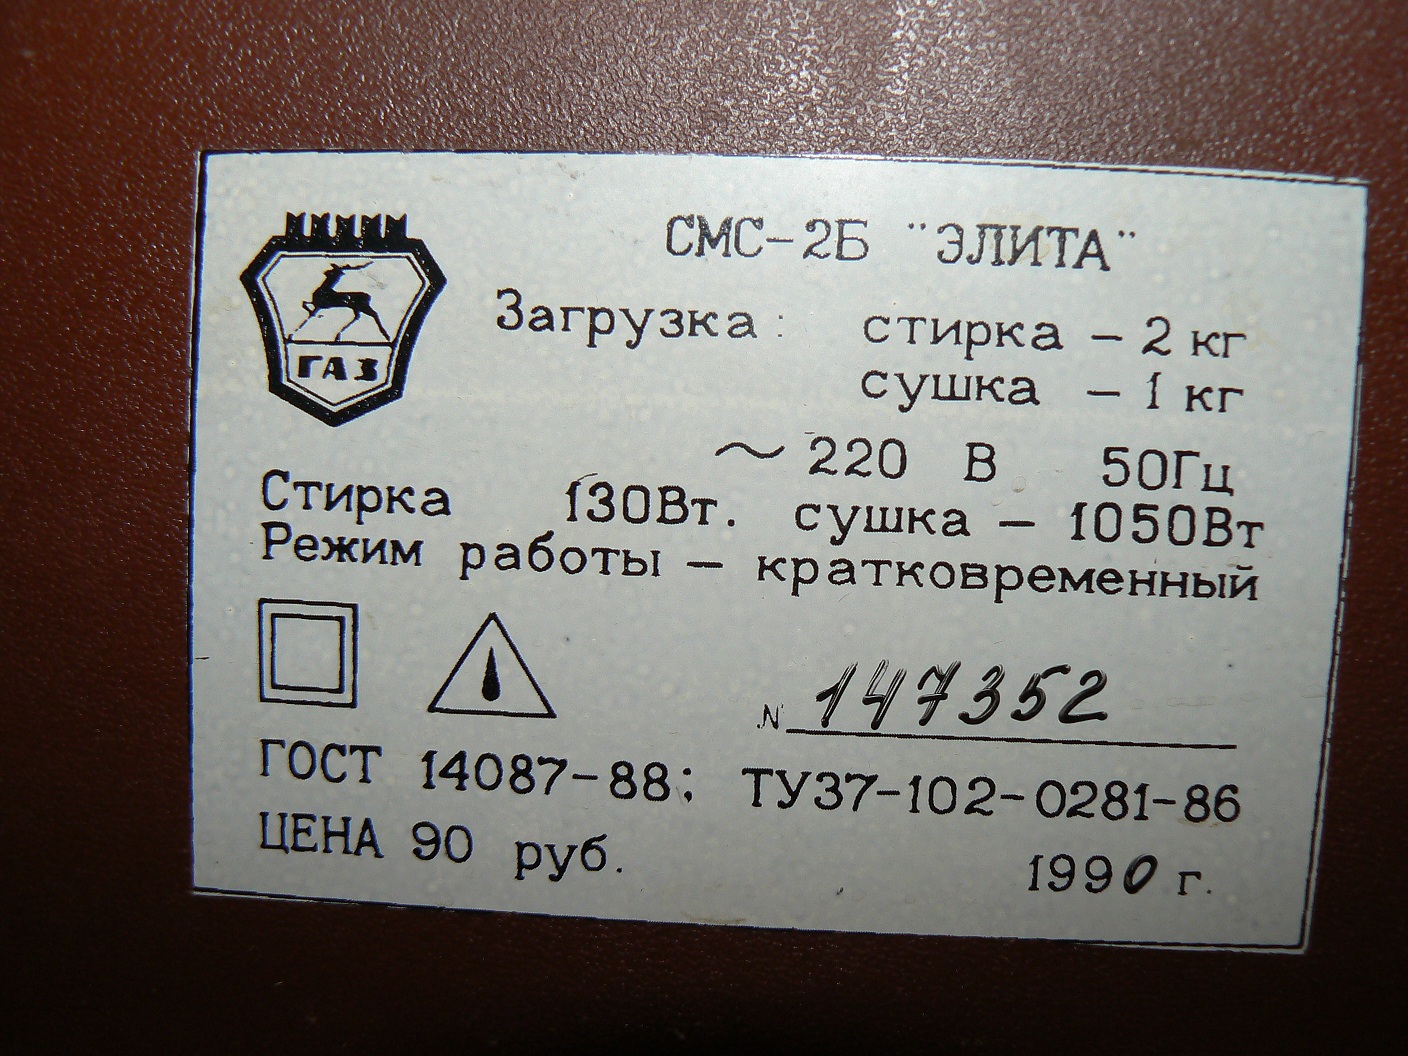 СМС-2Б "ЭЛИТА"
ГАЗ
Загрузка: стирка - 2 кг
сушка - 1 кг
~ 220 В 50Гц
Стирка 130Вт. сушка - 1050Вт
Режим работы - кратковременный
N 147352
ГОСТ 14087-88; ТУ37-102-0281-86
ЦЕНА 90 руб. 1990 г.